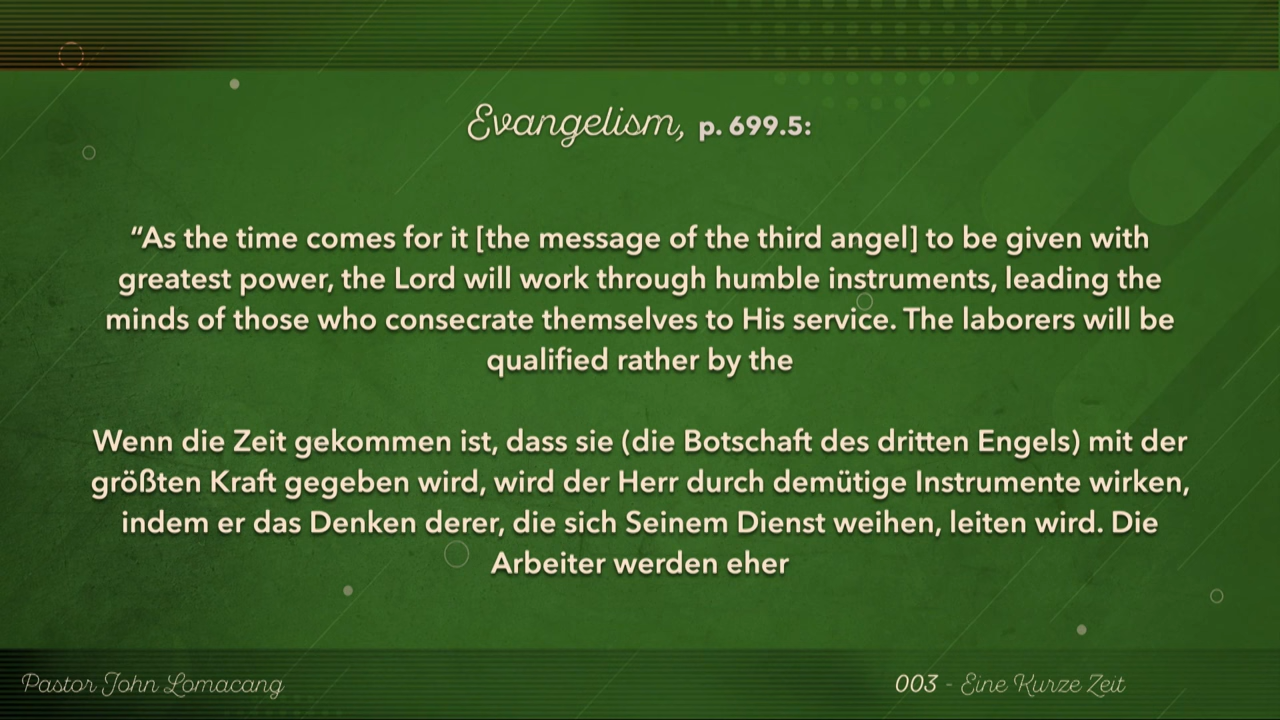 Evangelism, p. 699.5:
“As the time comes for it [the message of the third angel] to be given with
greatest power, the Lord will work through humble instruments, leading the
minds of those who consecrate themselves to His service. The laborers will be
qualified rather by the
Wenn die Zeit gekommen ist, dass sie (die Botschaft des dritten Engels) mit der
größten Kraft gegeben wird, wird der Herr durch demütige Instrumente wirken,
indem er das Denken derer, die sich Seinem Dienst weihen, leiten wird. Die
Arbeiter werden eher
Pastor John Lomacang
003 - Eine Kurze Zeit